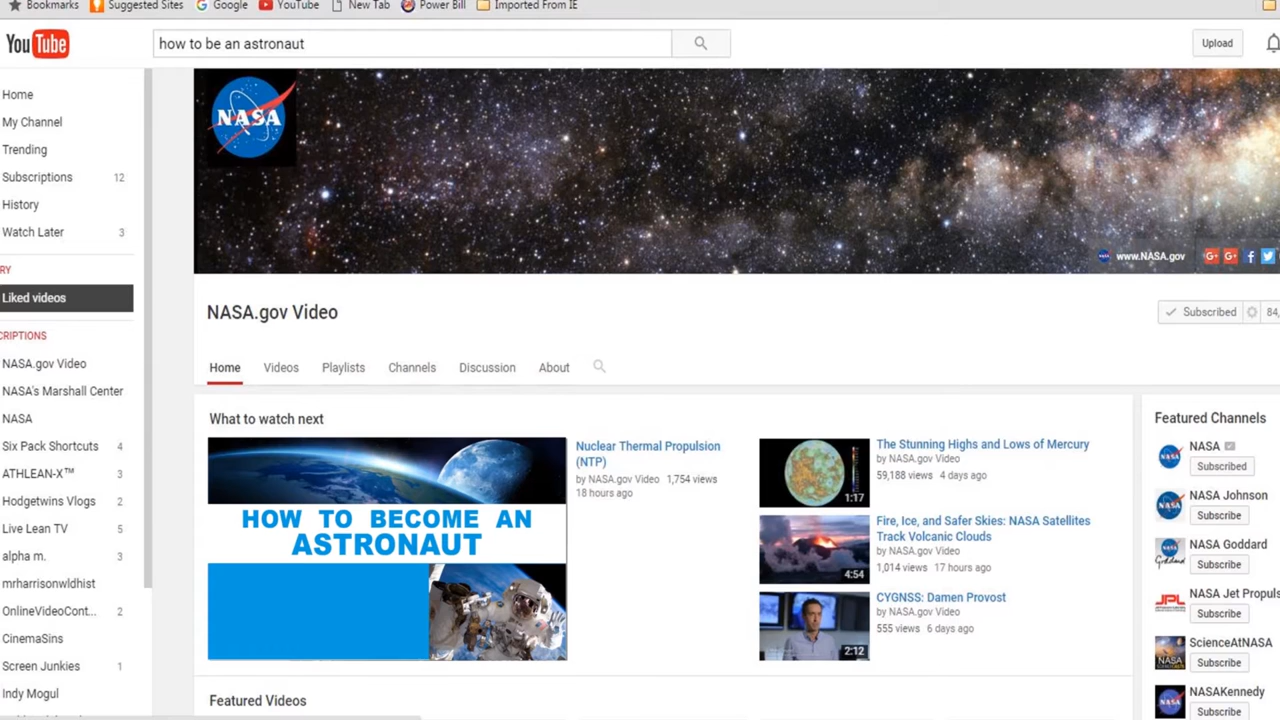 Bookmarks Suggested Sites Google YouTube New Tab Power Bill Imported From IE
YouTube how to be an astronaut Upload
NASA
Home
My Channel
Trending
Subscriptions 12
History
Watch Later 3
RY
Liked videos
CRIPTIONS
NASA.gov Video
NASA's Marshall Center
NASA
Six Pack Shortcuts 4
ATHLEAN-X™ 3
Hodgetwins Vlogs 2
Live Lean TV 5
alpha m. 3
mrharrisonwldhist
OnlineVideoCont... 2
CinemaSins
Screen Junkies 1
Indy Mogul
www.NASA.gov
NASA.gov Video
Subscribed 84,
Home Videos Playlists Channels Discussion About
What to watch next
HOW TO BECOME AN
ASTRONAUT
Nuclear Thermal Propulsion
(NTP)
by NASA.gov Video 1,754 views
18 hours ago
1:17
The Stunning Highs and Lows of Mercury
by NASA.gov Video
59,188 views 4 days ago
4:54
Fire, Ice, and Safer Skies: NASA Satellites
Track Volcanic Clouds
by NASA.gov Video
1,014 views 17 hours ago
2:12
CYGNSS: Damen Provost
by NASA.gov Video
555 views 6 days ago
Featured Videos
Featured Channels
NASA
Subscribed
NASA Johnson
Subscribe
NASA Goddard
Subscribe
NASA Jet Propuls
Subscribe
ScienceAtNASA
Subscribe
NASAKennedy
Subscribe